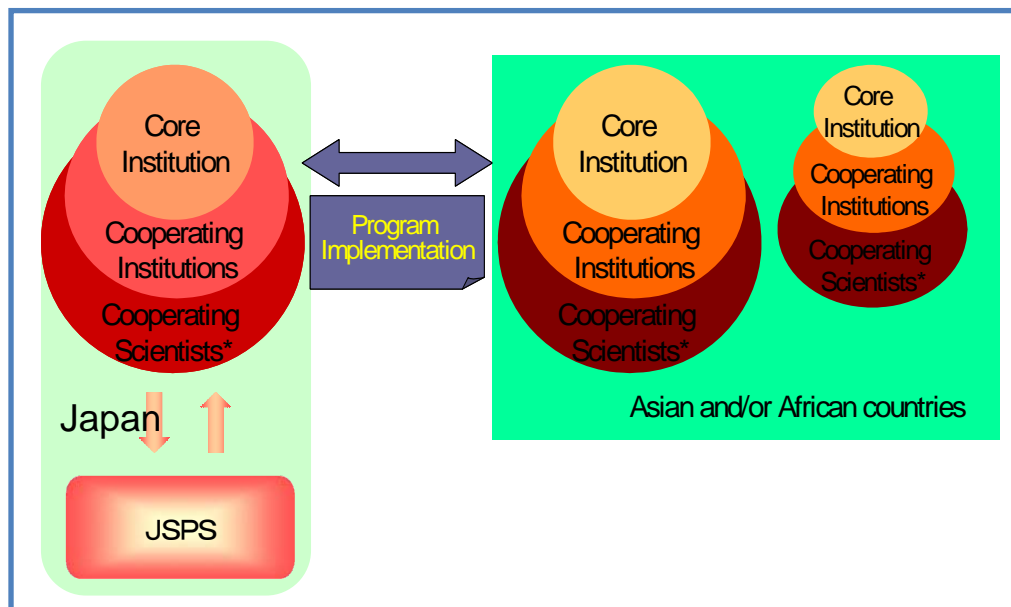 Core
Institution
Cooperating
Institutions
Cooperating
Scientists*
Japan
JSPS
Program
Implementation
Core
Institution
Cooperating
Institutions
Cooperating
Scientists*
Core
Institution
Cooperating
Institutions
Cooperating
Scientists*
Asian and/or African countries